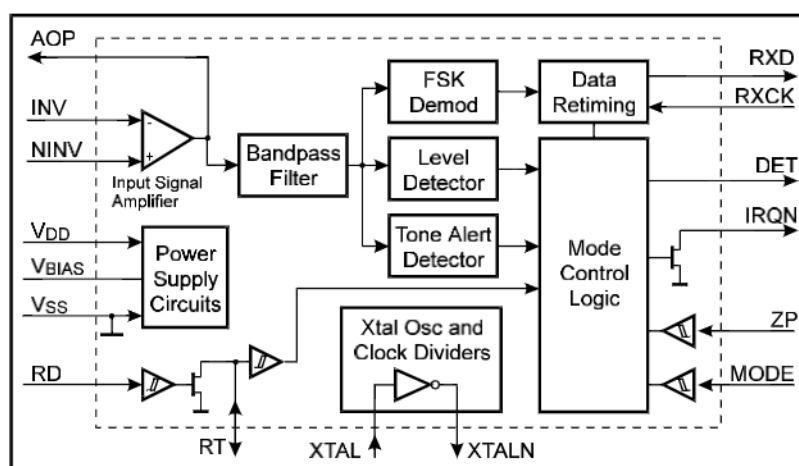 AOP
INV
NINV
-
+
Input Signal
Amplifier
Bandpass
Filter
FSK
Demod
Level
Detector
Tone Alert
Detector
Data
Retiming
Mode
Control
Logic
RXD
RXCK
DET
IRQN
ZP
MODE
VDD
VBIAS
VSS
Power
Supply
Circuits
RD
RT
Xtal Osc and
Clock Dividers
XTAL
XTALN